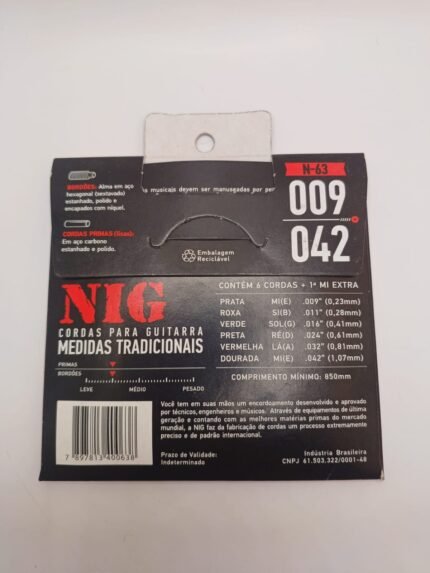 BORDÕES: Alma em aço
hexagonal (sextavado)
estanhado, polido e
encapados com níquel.
CORDAS PRIMAS (lisas):
Em aço carbono
estanhado e polido.
os musicais devem ser manuseadas por per
Embalagem
Reciclável
N-63
009
042
NIG
CORDAS PARA GUITARRA
MEDIDAS TRADICIONAIS
PRIMAS
BORDÕES
LEVE MÉDIO PESADO
CONTÉM 6 CORDAS + 1ª MI EXTRA
PRATA MI(E) .009" (0,23mm)
ROXA SI(B) .011" (0,28mm)
VERDE SOL(G) .016" (0,41mm)
PRETA RÉ(D) .024" (0,61mm)
VERMELHA LÁ(A) .032" (0,81mm)
DOURADA MI(E) .042" (1,07mm)
COMPRIMENTO MÍNIMO: 850mm
Você tem em suas mãos um encordoamento desenvolvido e aprovado
por técnicos, engenheiros e músicos. Através de equipamentos de última
geração e contando com as melhores matérias primas do mercado
mundial, a NIG faz da fabricação de cordas um processo extremamente
preciso e de padrão internacional.
Prazo de Validade:
Indeterminado
Indústria Brasileira
CNPJ 61.503.322/0001-48
7 897813 400638